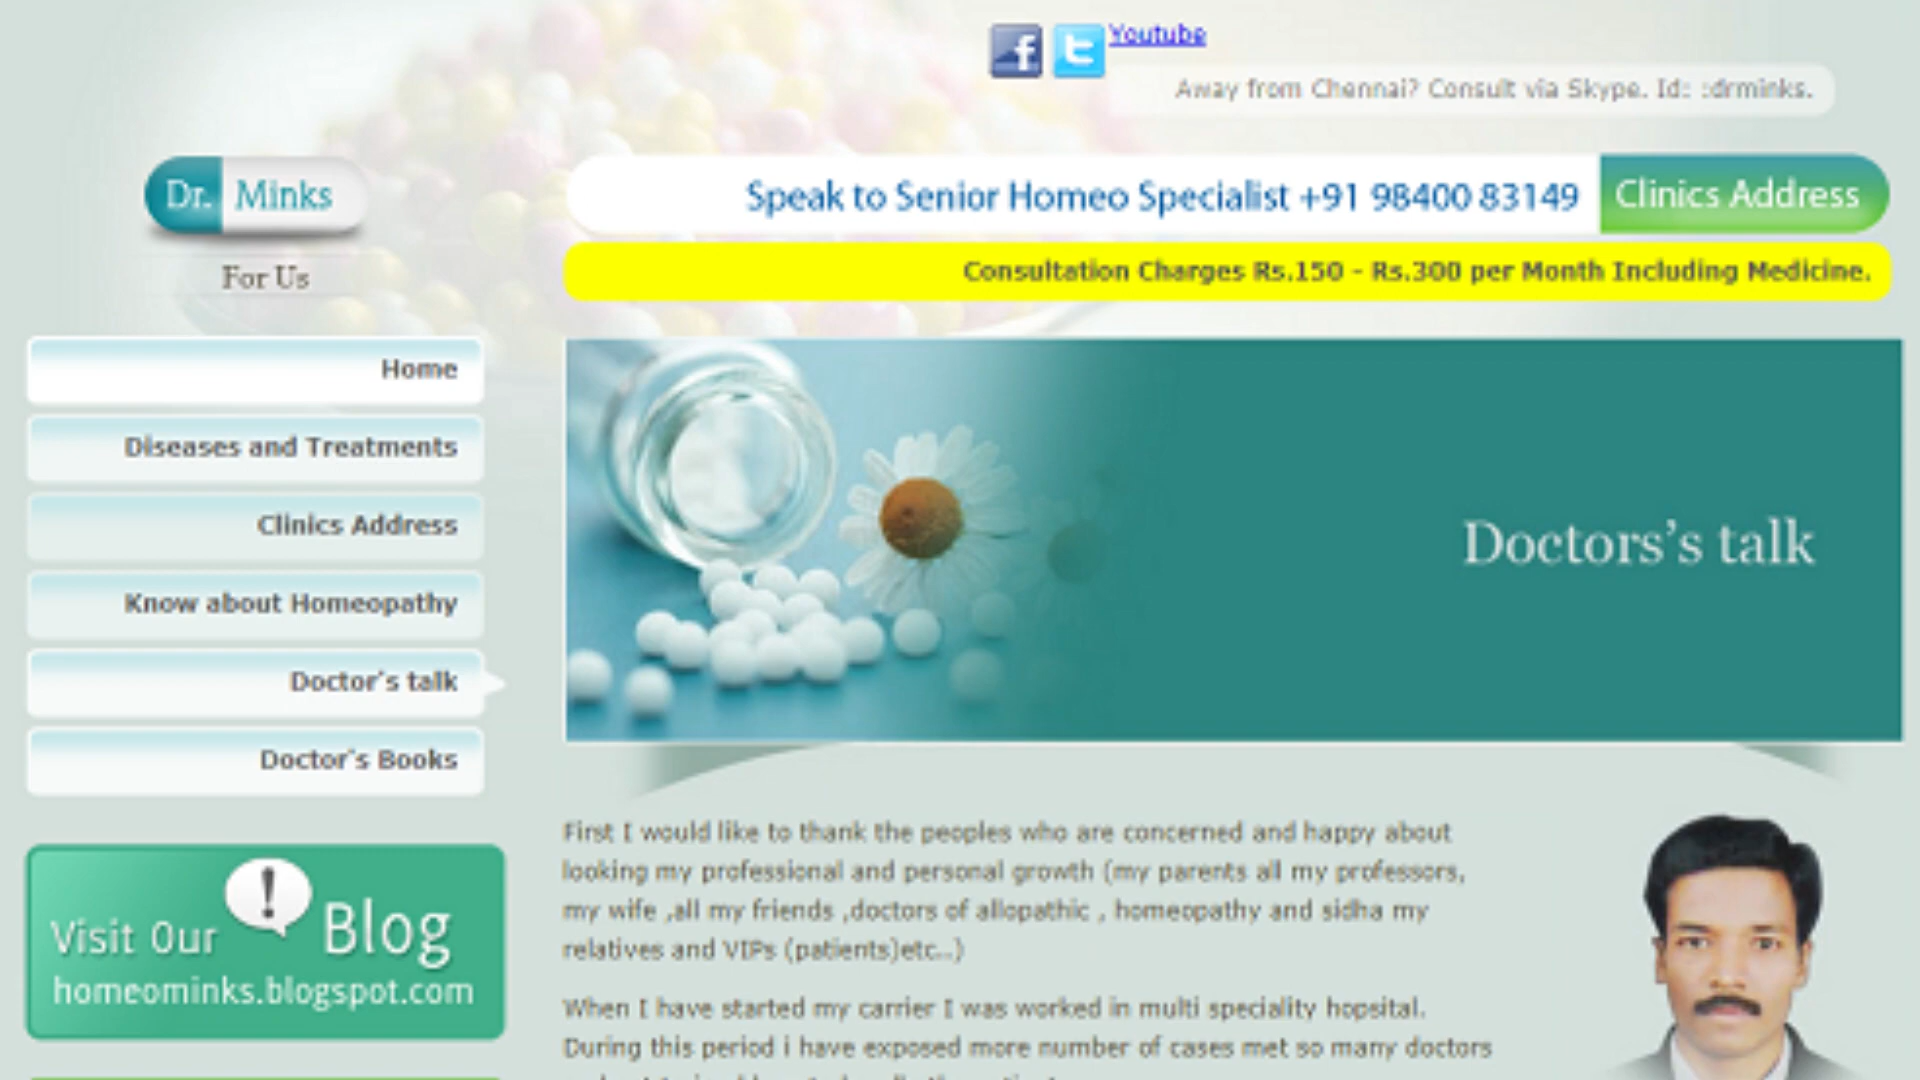 Youtube
Away from Chennai? Consult via Skype. Id: :drminks.
Dr. Minks
For Us
Speak to Senior Homeo Specialist +91 98400 83149
Clinics Address
Consultation Charges Rs.150 - Rs.300 per Month Including Medicine.
Home
Diseases and Treatments
Clinics Address
Know about Homeopathy
Doctor's talk
Doctor's Books
Doctors’s talk
Visit Our Blog
homeominks.blogspot.com
First I would like to thank the peoples who are concerned and happy about
looking my professional and personal growth (my parents all my professors,
my wife ,all my friends ,doctors of allopathic , homeopathy and sidha my
relatives and VIPs (patients)etc..)
When I have started my carrier I was worked in multi speciality hopsital.
During this period i have exposed more number of cases met so many doctors